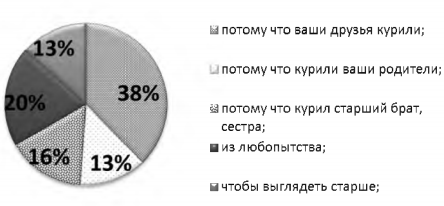 13%
38%
20%
16%
13%
потому что ваши друзья курили;
потому что курили ваши родители;
потому что курил старший брат,
сестра;
из любопытства;
чтобы выглядеть старше;